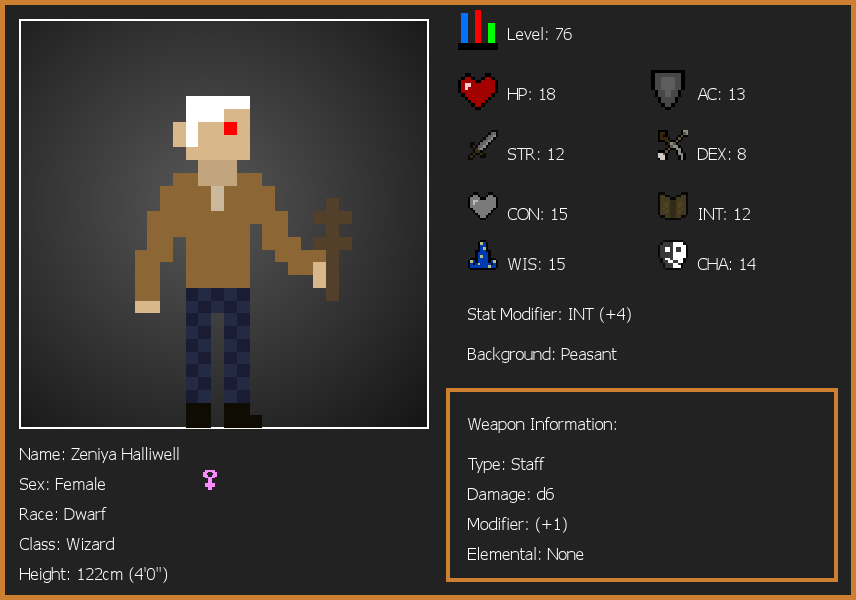 Level: 76
HP: 18
AC: 13
STR: 12
DEX: 8
CON: 15
INT: 12
WIS: 15
CHA: 14
Stat Modifier: INT (+4)
Background: Peasant
Weapon Information:
Type: Staff
Damage: d6
Modifier: (+1)
Elemental: None
Name: Zeniya Halliwell
Sex: Female
Race: Dwarf
Class: Wizard
Height: 122cm (4'0")